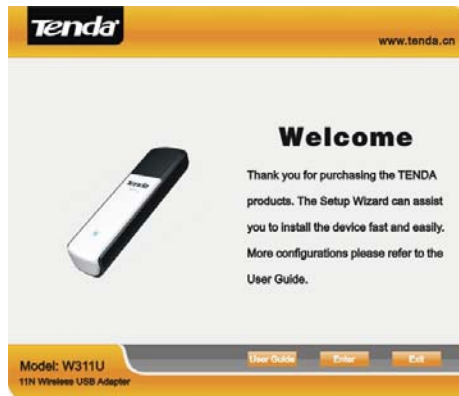 Tenda
www.tenda.cn
Welcome
Thank you for purchasing the TENDA
products. The Setup Wizard can assist
you to install the device fast and easily.
More configurations please refer to the
User Guide.
Tenda
User Guide
Enter
Exit
Model: W311U
11N Wireless USB Adapter